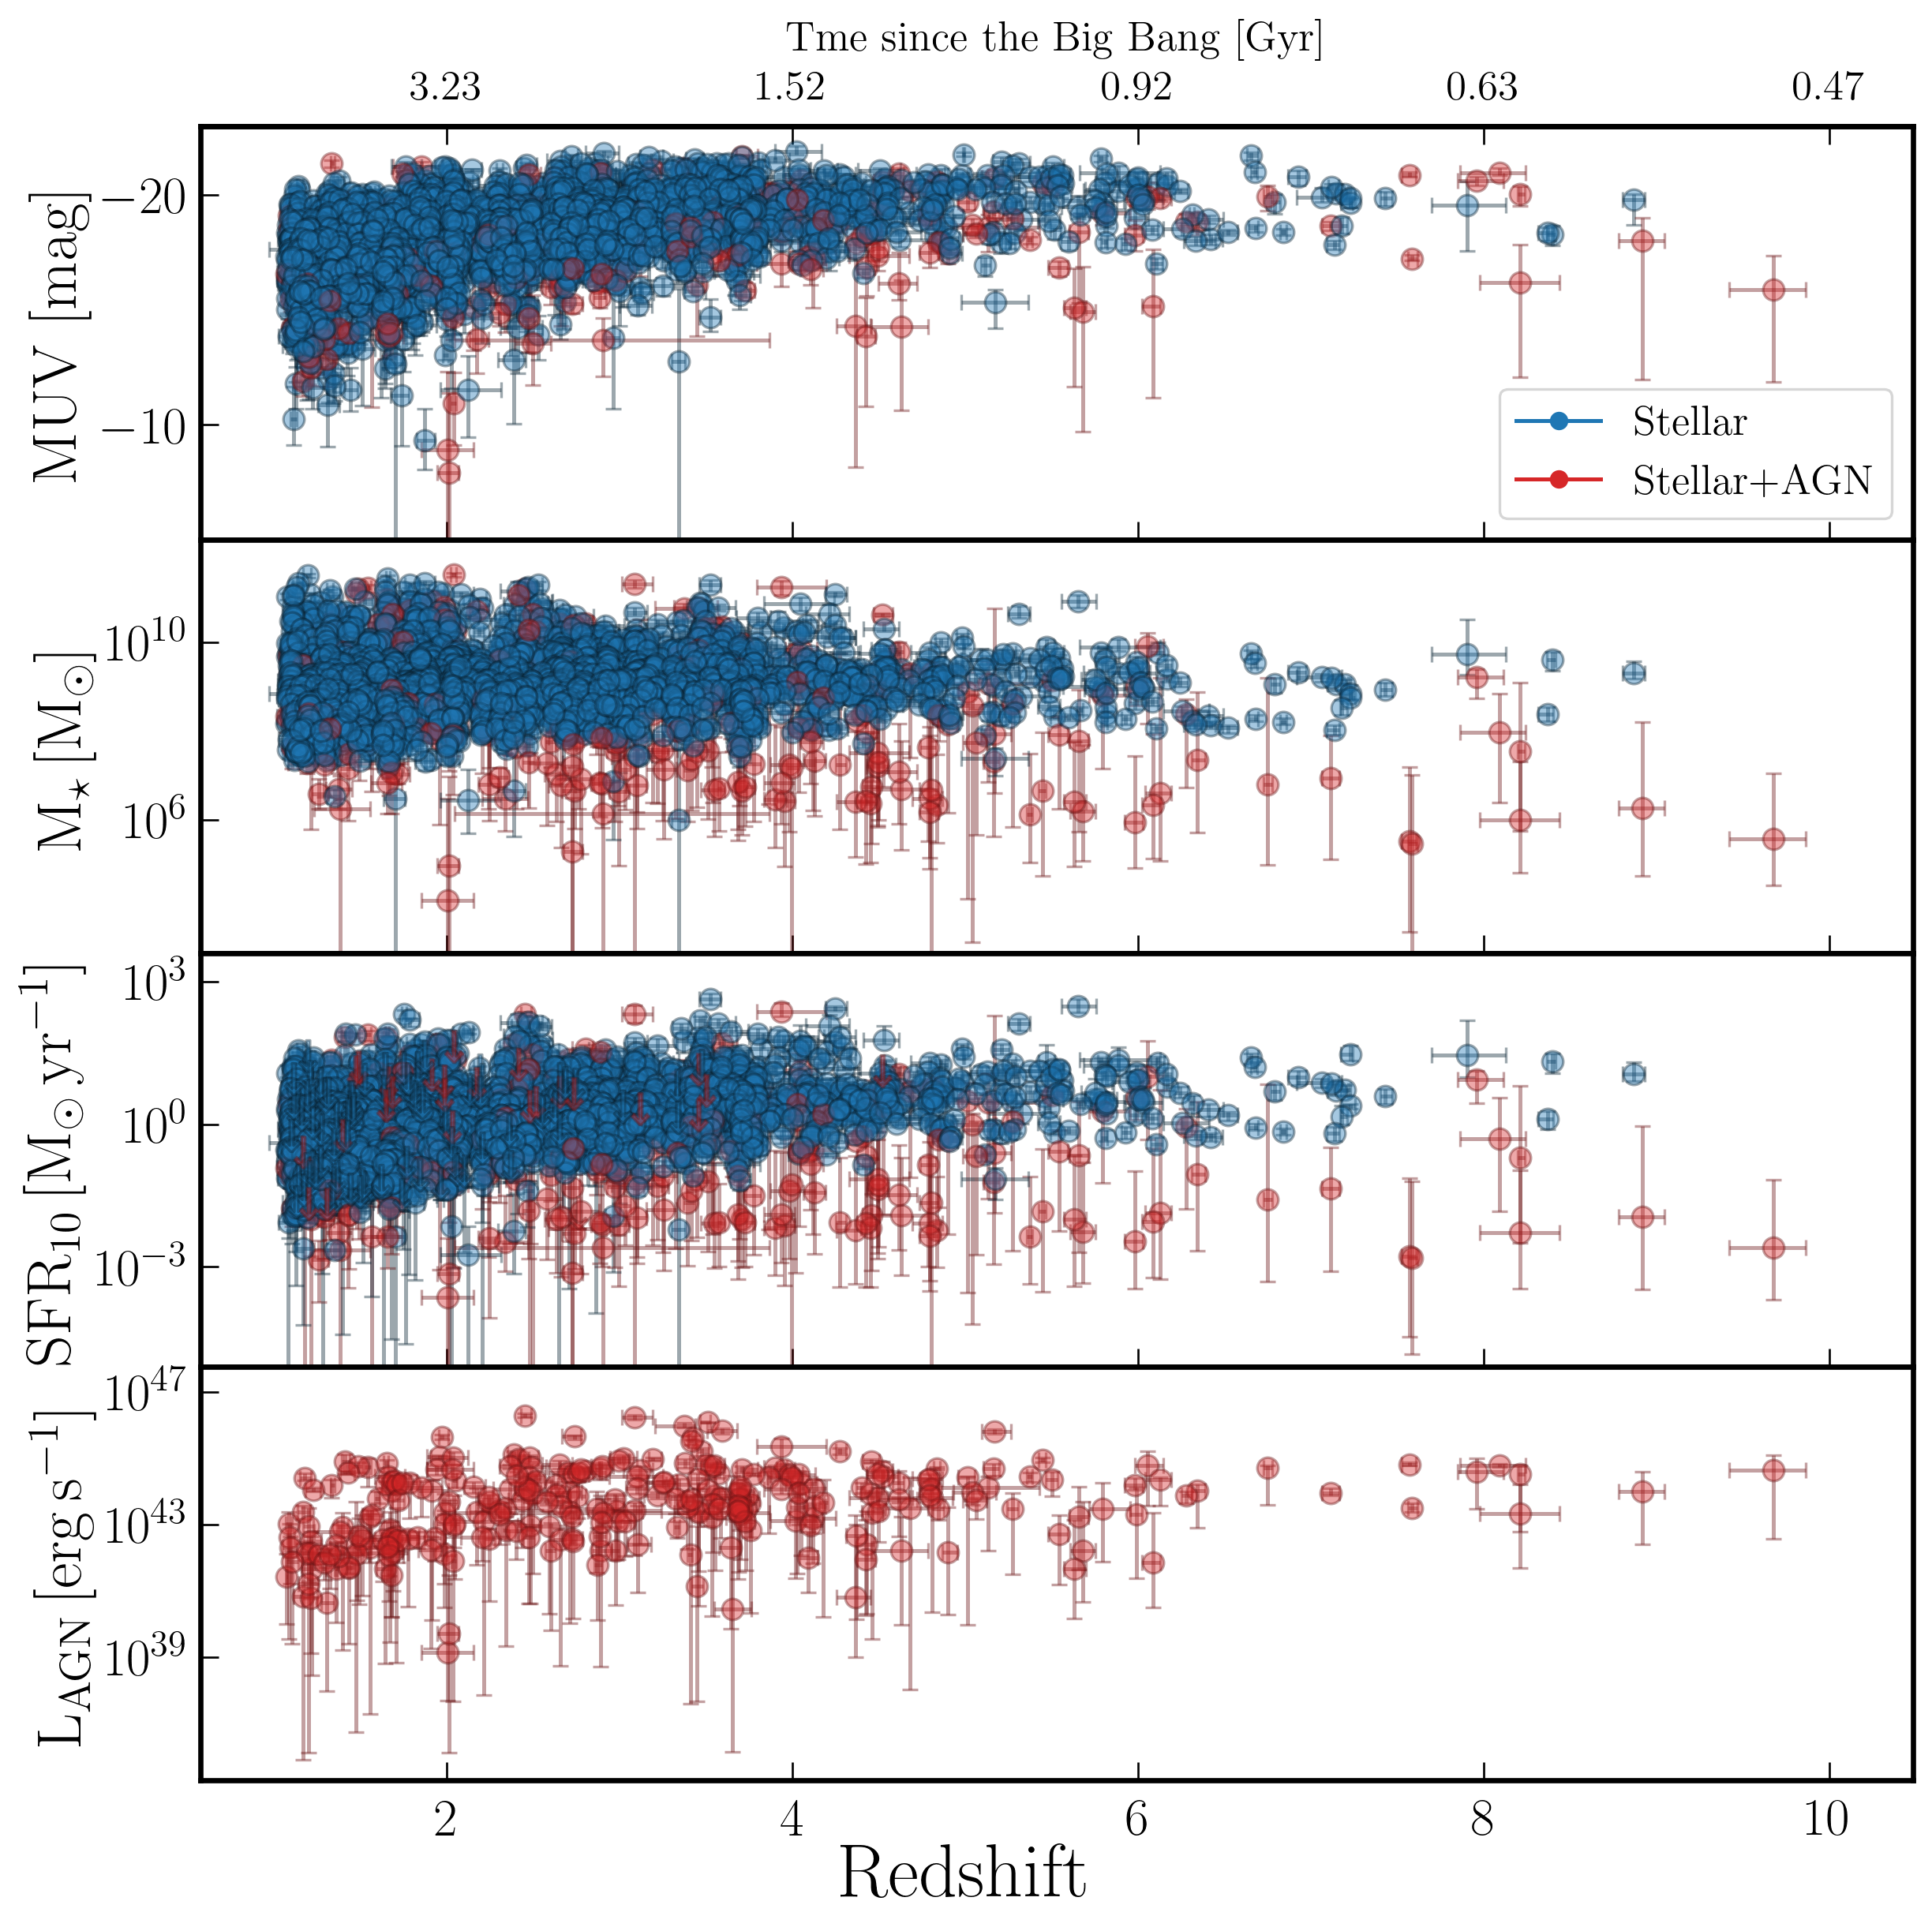 Tme since the Big Bang [Gyr]
3.23 1.52 0.92 0.63 0.47
MUV [mag]
−20
−10
Stellar
Stellar+AGN
M⋆ [M⊙]
10^10
10^6
SFR10 [M⊙ yr^−1]
10^3
10^0
10^−3
LAGN [erg s^−1]
10^47
10^43
10^39
2 4 6 8 10
Redshift